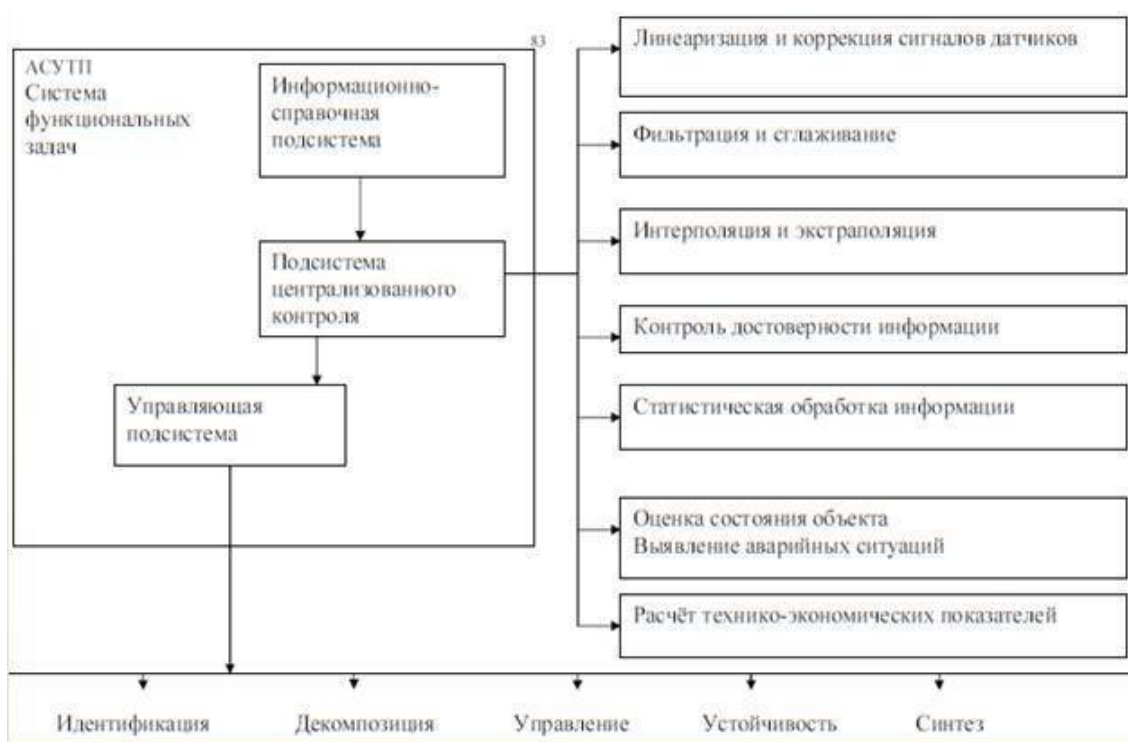 83
АСУТП
Система
функциональных
задач
Информационно-
справочная
подсистема
Подсистема
централизованного
контроля
Управляющая
подсистема
Линеаризация и коррекция сигналов датчиков
Фильтрация и сглаживание
Интерполяция и экстраполяция
Контроль достоверности информации
Статистическая обработка информации
Оценка состояния объекта
Выявление аварийных ситуаций
Расчёт технико-экономических показателей
Идентификация
Декомпозиция
Управление
Устойчивость
Синтез